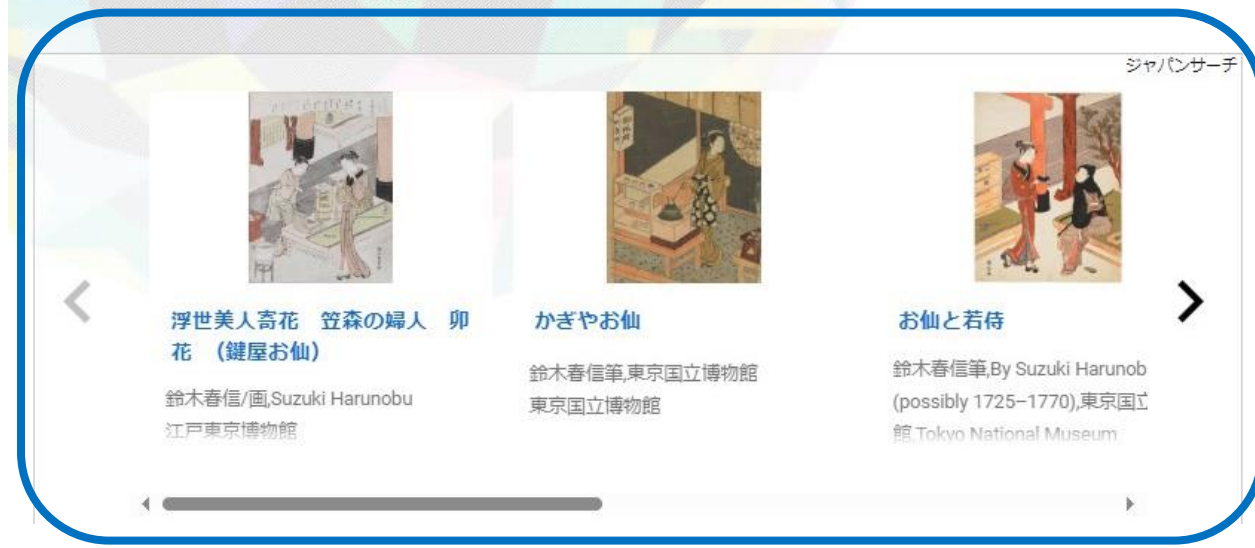 ジャパンサーチ
浮世美人寄花　笠森の婦人　卯
花　（鍵屋お仙）
鈴木春信/画,Suzuki Harunobu
江戸東京博物館
かぎやお仙
鈴木春信筆,東京国立博物館
東京国立博物館
お仙と若侍
鈴木春信筆,By Suzuki Harunob
(possibly 1725–1770),東京国立
館,Tokyo National Museum